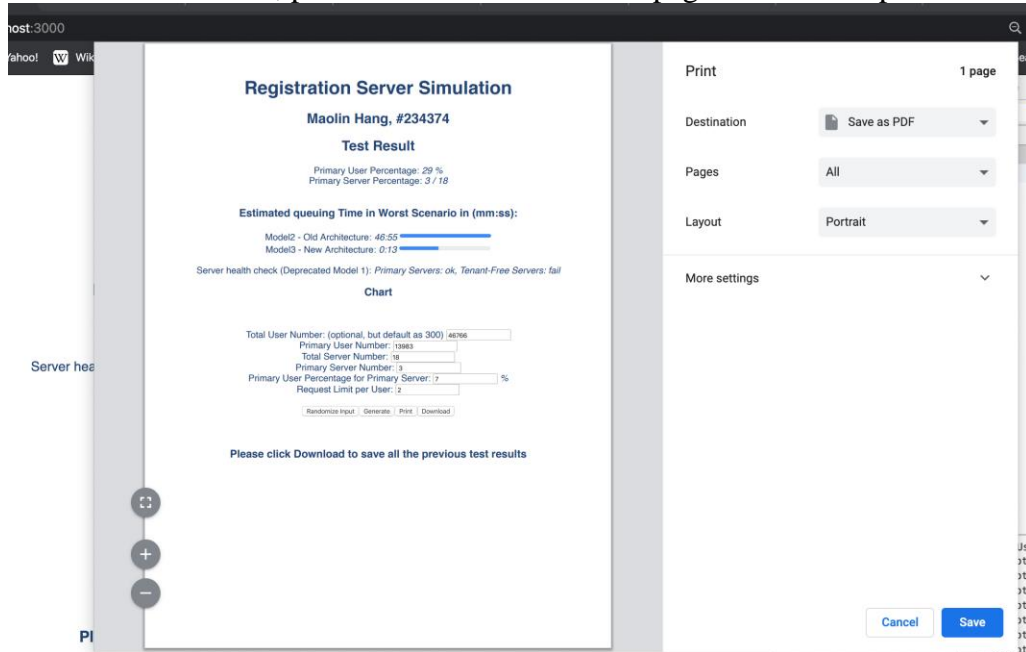 host:3000
Yahoo! W Wik
Registration Server Simulation
Maolin Hang, #234374
Test Result
Primary User Percentage: 29 %
Primary Server Percentage: 3 / 18
Estimated queuing Time in Worst Scenario in (mm:ss):
Model2 - Old Architecture: 46:55
Model3 - New Architecture: 0:13
Server health check (Deprecated Model 1): Primary Servers: ok, Tenant-Free Servers: fail
Chart
Total User Number: (optional, but default as 300) 46766
Primary User Number: 13983
Total Server Number: 18
Primary Server Number: 3
Primary User Percentage for Primary Server: 7 %
Request Limit per User: 2
Randomize Input Generate Print Download
Please click Download to save all the previous test results
Server hea
Pl
Print 1 page
Destination Save as PDF
Pages All
Layout Portrait
More settings
Cancel Save